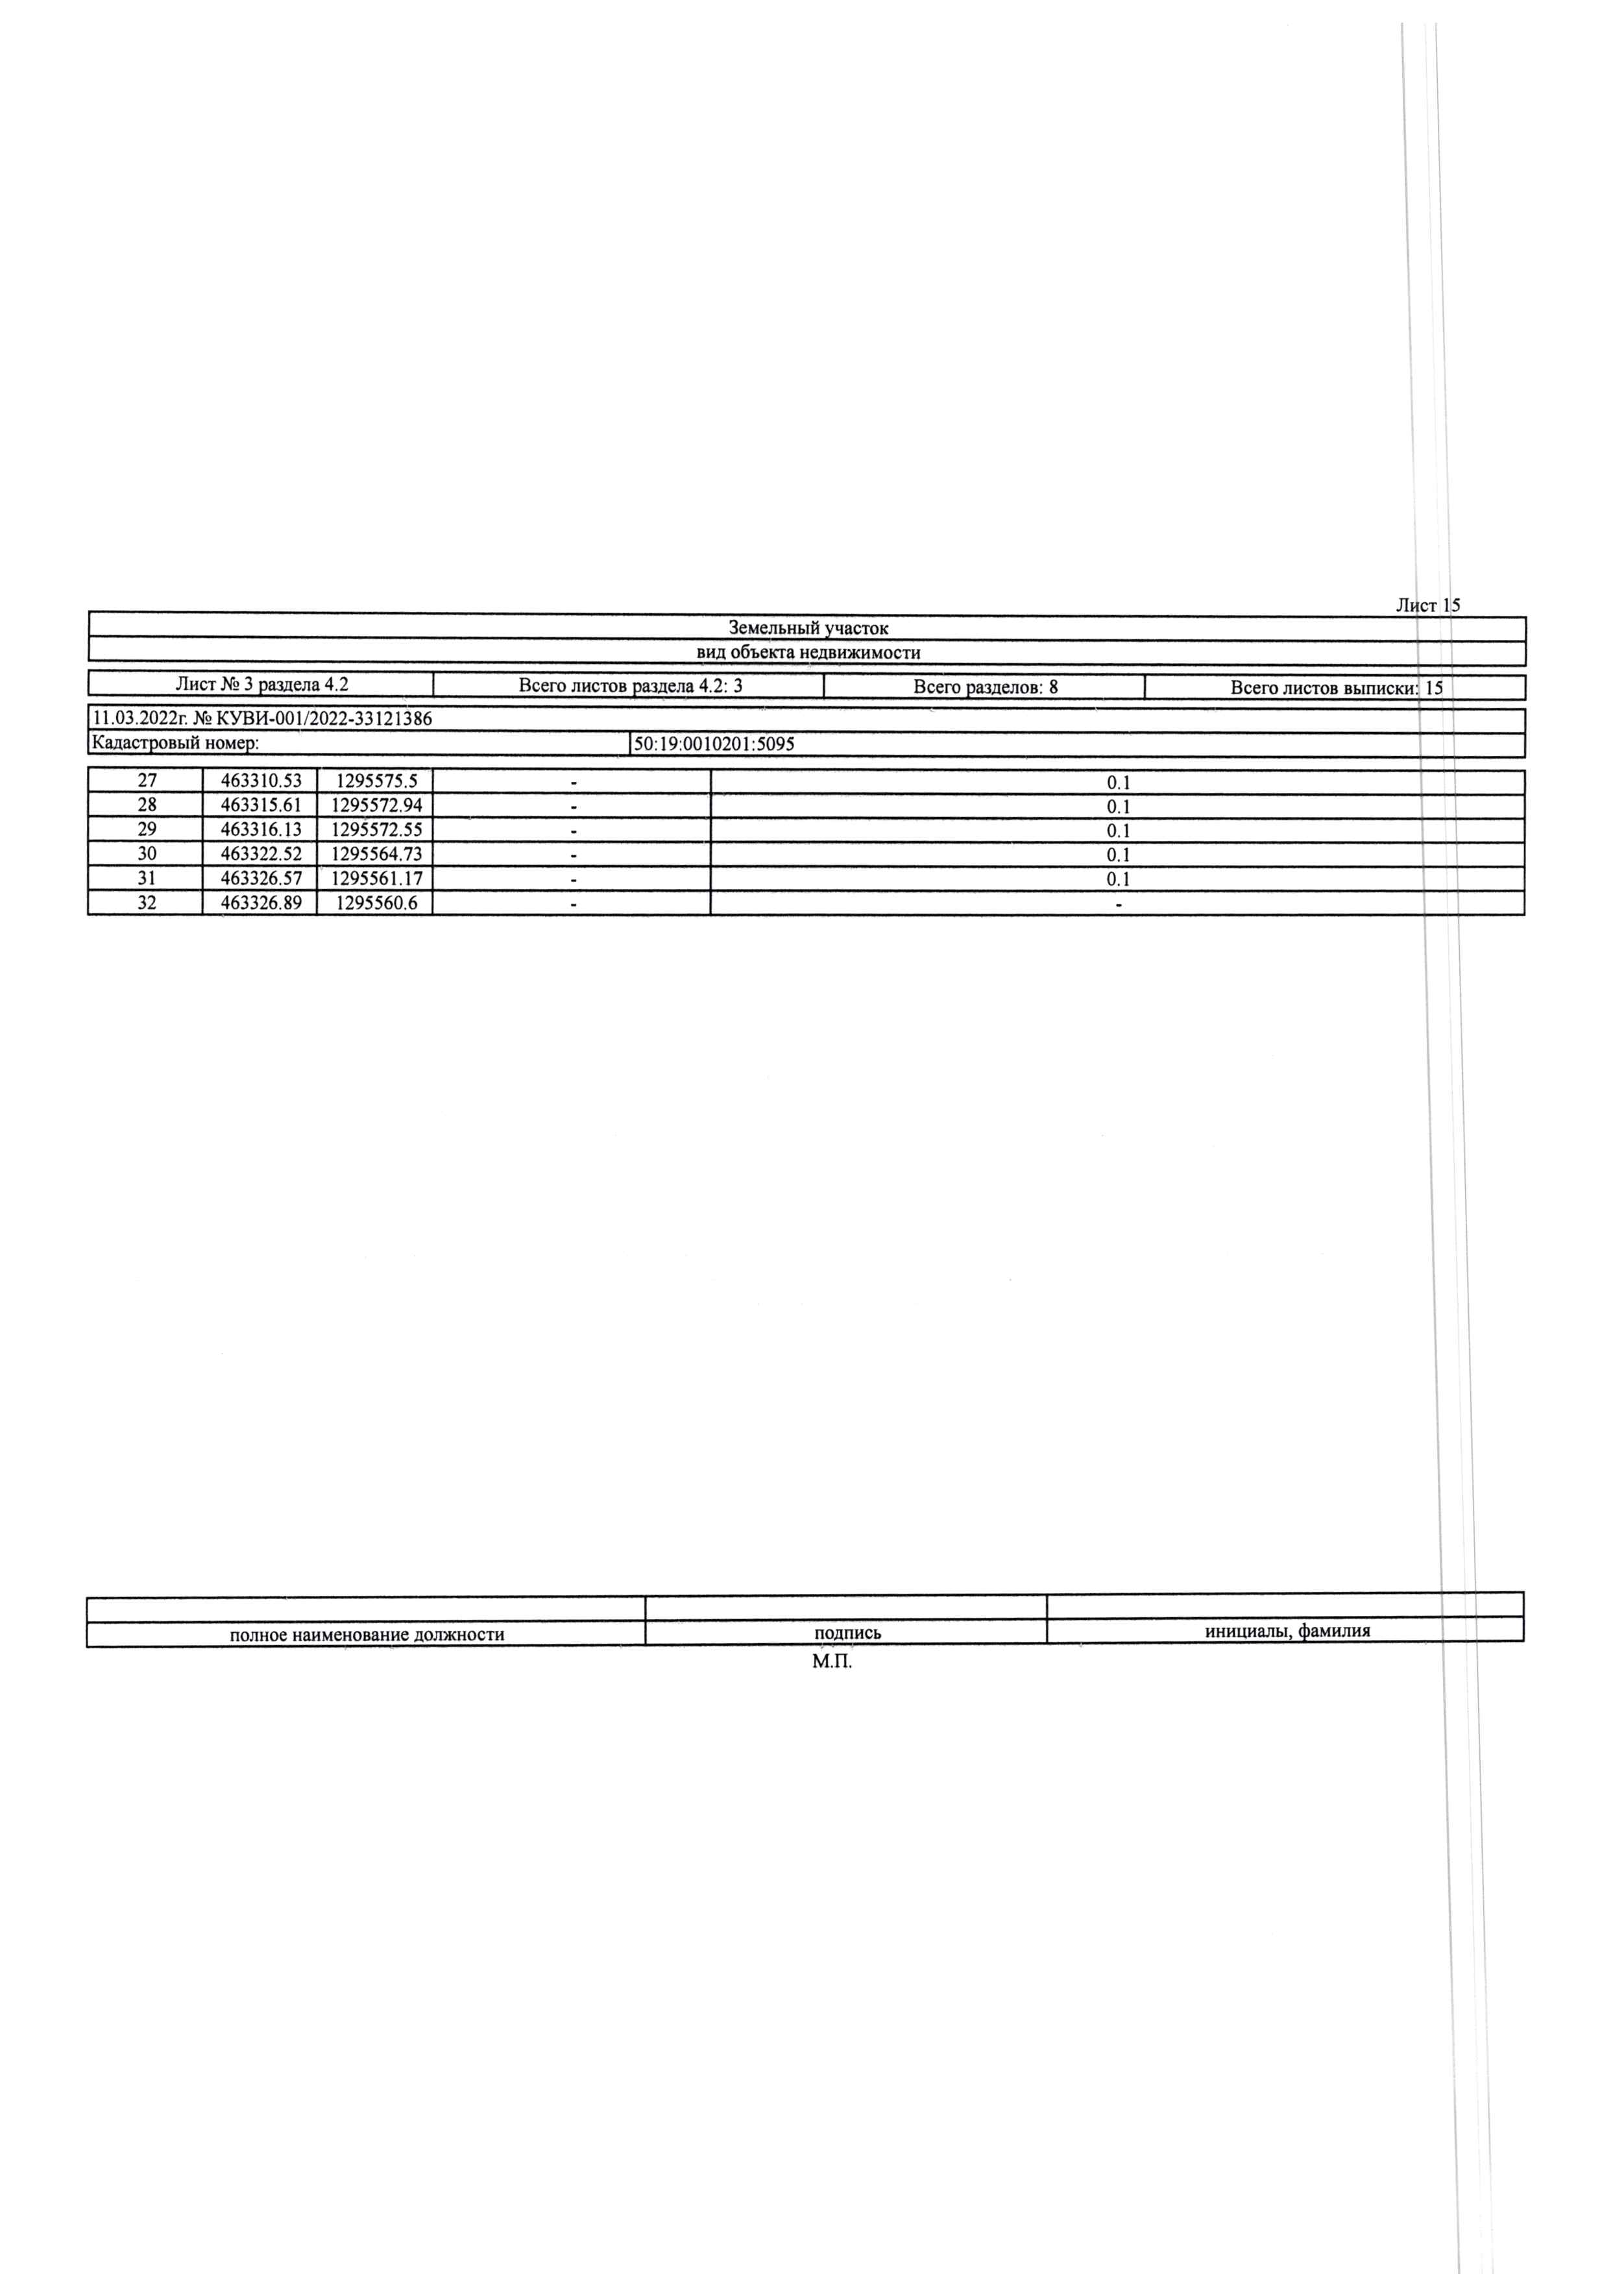 Лист 15
Земельный участок
вид объекта недвижимости
Лист № 3 раздела 4.2 Всего листов раздела 4.2: 3 Всего разделов: 8 Всего листов выписки: 15
11.03.2022г. № КУВИ-001/2022-33121386
Кадастровый номер: 50:19:0010201:5095
27 463310.53 1295575.5 - 0.1
28 463315.61 1295572.94 - 0.1
29 463316.13 1295572.55 - 0.1
30 463322.52 1295564.73 - 0.1
31 463326.57 1295561.17 - 0.1
32 463326.89 1295560.6 - -
полное наименование должности подпись инициалы, фамилия
М.П.